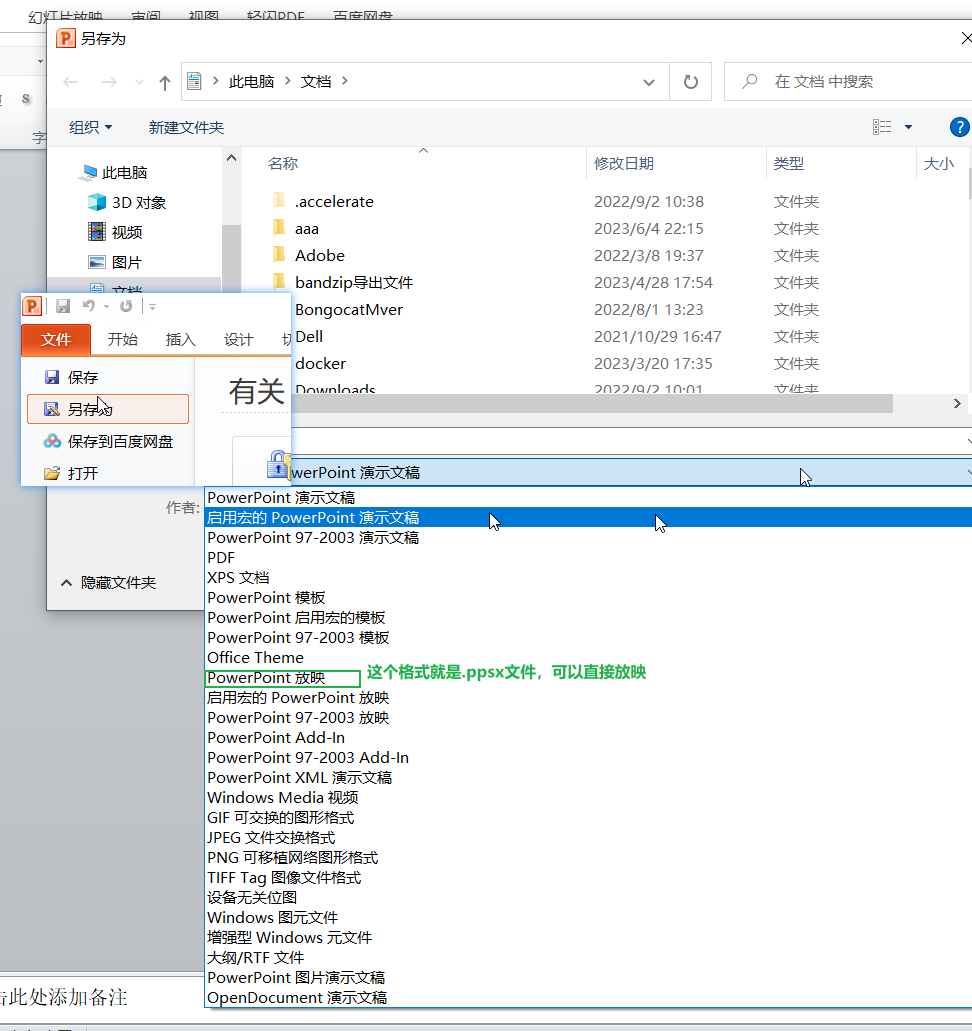 幻灯片放映 审阅 视图 轻闪PDF 百度网盘
另存为
此电脑 文档
在 文档 中搜索
S
组织 新建文件夹
字
名称 修改日期 类型 大小
此电脑
3D 对象
视频
图片
文档
.accelerate 2022/9/2 10:38 文件夹
aaa 2023/6/4 22:15 文件夹
Adobe 2022/3/8 19:37 文件夹
bandzip导出文件 2023/4/28 17:54 文件夹
BongocatMver 2022/8/1 13:23 文件夹
Dell 2021/10/29 16:47 文件夹
docker 2023/3/20 17:35 文件夹
Downloads 2022/9/2 10:01 文件夹
文件 开始 插入 设计
保存
另存为
保存到百度网盘
打开
有关
werPoint 演示文稿
作者:
隐藏文件夹
PowerPoint 演示文稿
启用宏的 PowerPoint 演示文稿
PowerPoint 97-2003 演示文稿
PDF
XPS 文档
PowerPoint 模板
PowerPoint 启用宏的模板
PowerPoint 97-2003 模板
Office Theme
PowerPoint 放映
这个格式就是.ppsx文件，可以直接放映
启用宏的 PowerPoint 放映
PowerPoint 97-2003 放映
PowerPoint Add-In
PowerPoint 97-2003 Add-In
PowerPoint XML 演示文稿
Windows Media 视频
GIF 可交换的图形格式
JPEG 文件交换格式
PNG 可移植网络图形格式
TIFF Tag 图像文件格式
设备无关位图
Windows 图元文件
增强型 Windows 元文件
大纲/RTF 文件
PowerPoint 图片演示文稿
OpenDocument 演示文稿
击此处添加备注